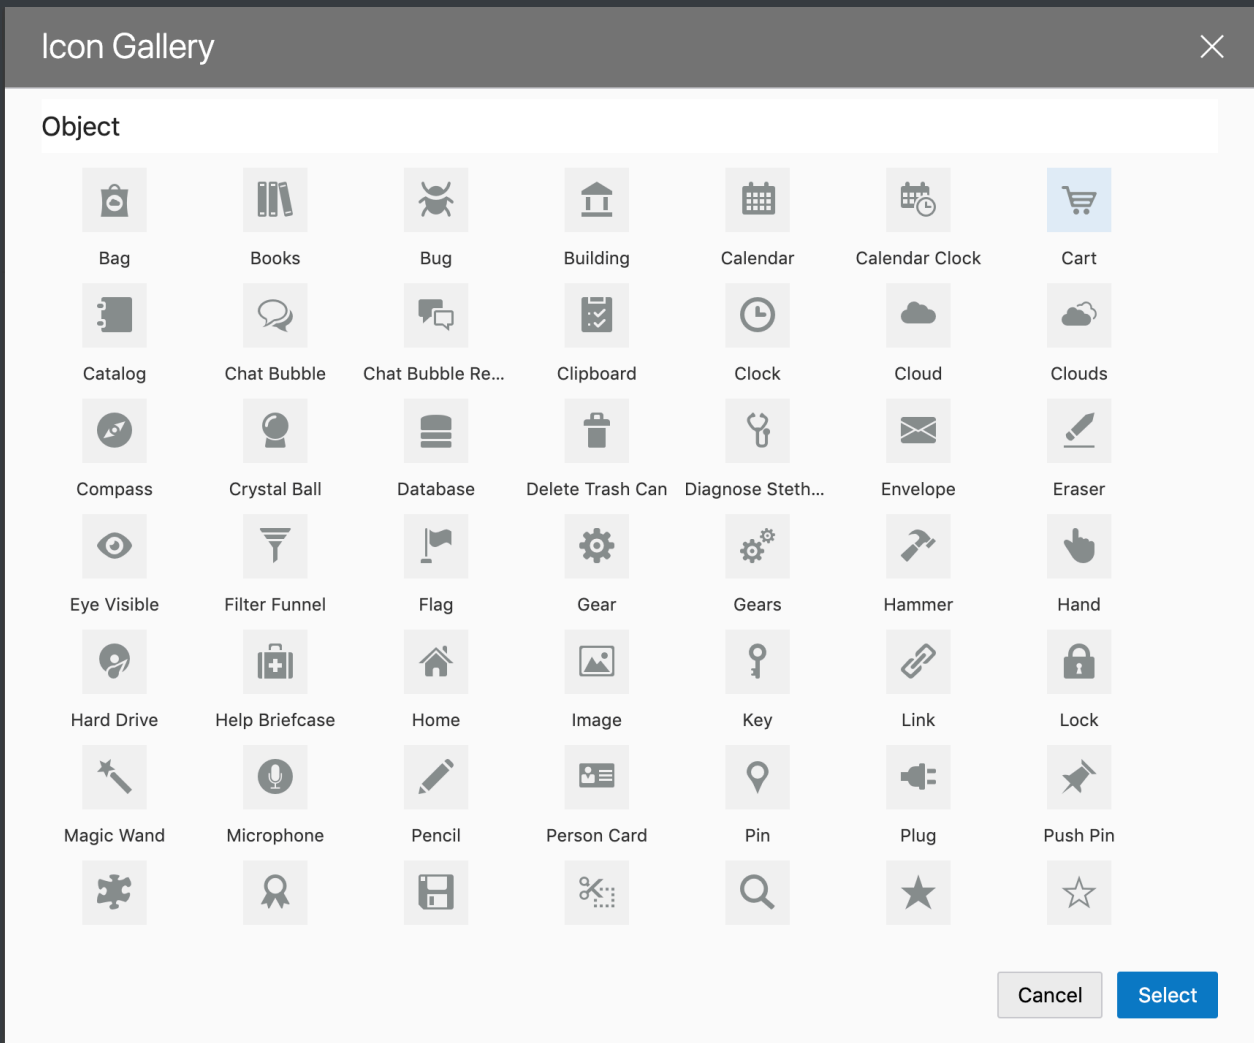 Icon Gallery
Object
Bag Books Bug Building Calendar Calendar Clock Cart
Catalog Chat Bubble Chat Bubble Re... Clipboard Clock Cloud Clouds
Compass Crystal Ball Database Delete Trash Can Diagnose Steth... Envelope Eraser
Eye Visible Filter Funnel Flag Gear Gears Hammer Hand
Hard Drive Help Briefcase Home Image Key Link Lock
Magic Wand Microphone Pencil Person Card Pin Plug Push Pin
Cancel Select